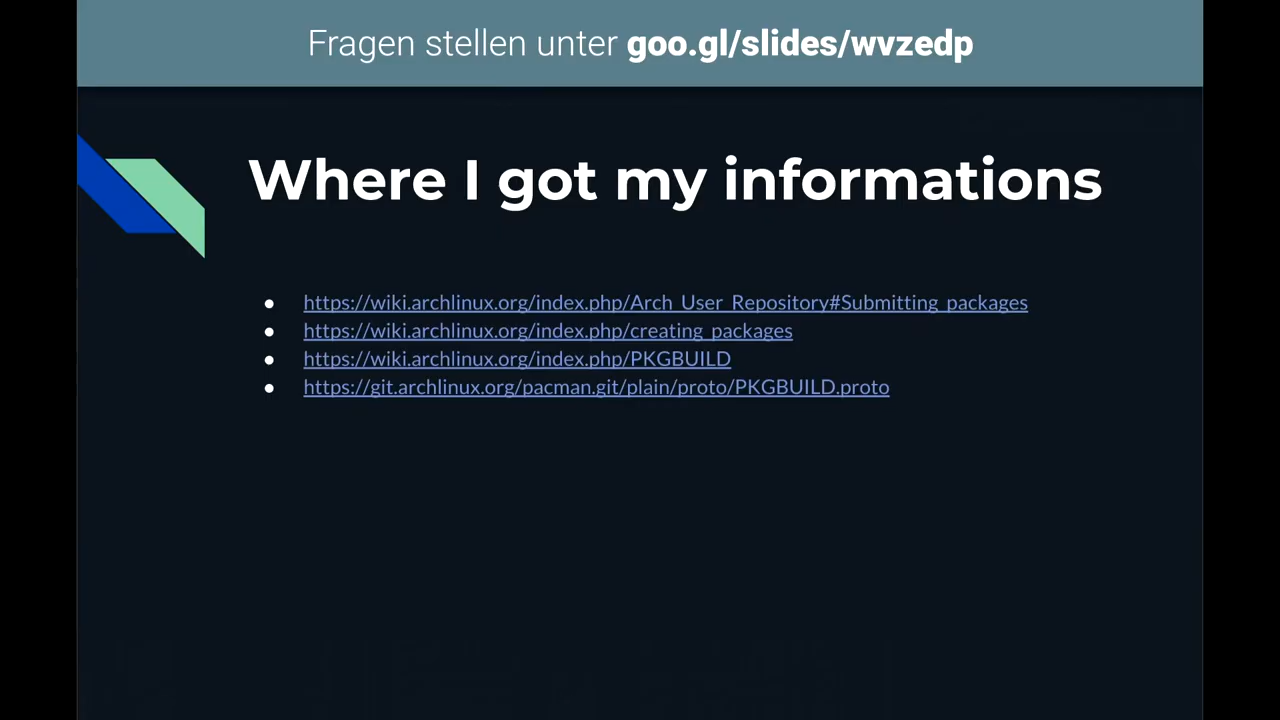 Fragen stellen unter goo.gl/slides/wvzedp
Where I got my informations
● https://wiki.archlinux.org/index.php/Arch_User_Repository#Submitting_packages
● https://wiki.archlinux.org/index.php/creating_packages
● https://wiki.archlinux.org/index.php/PKGBUILD
● https://git.archlinux.org/pacman.git/plain/proto/PKGBUILD.proto